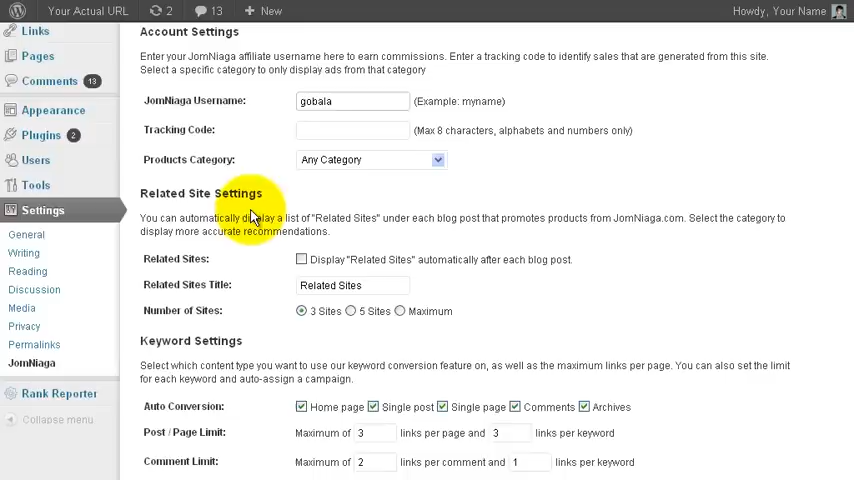 Your Actual URL 2 13 + New Howdy, Your Name
Links
Pages
Comments 13
Appearance
Plugins 2
Users
Tools
Settings
General
Writing
Reading
Discussion
Media
Privacy
Permalinks
JomNiaga
Rank Reporter
Collapse menu
Account Settings
Enter your JomNiaga affiliate username here to earn commissions. Enter a tracking code to identify sales that are generated from this site.
Select a specific category to only display ads from that category
JomNiaga Username: gobala (Example: myname)
Tracking Code: (Max 8 characters, alphabets and numbers only)
Products Category: Any Category
Related Site Settings
You can automatically display a list of "Related Sites" under each blog post that promotes products from JomNiaga.com. Select the category to
display more accurate recommendations.
Related Sites: Display "Related Sites" automatically after each blog post.
Related Sites Title: Related Sites
Number of Sites: 3 Sites 5 Sites Maximum
Keyword Settings
Select which content type you want to use our keyword conversion feature on, as well as the maximum links per page. You can also set the limit
for each keyword and auto-assign a campaign.
Auto Conversion: Home page Single post Single page Comments Archives
Post / Page Limit: Maximum of 3 links per page and 3 links per keyword
Comment Limit: Maximum of 2 links per comment and 1 links per keyword